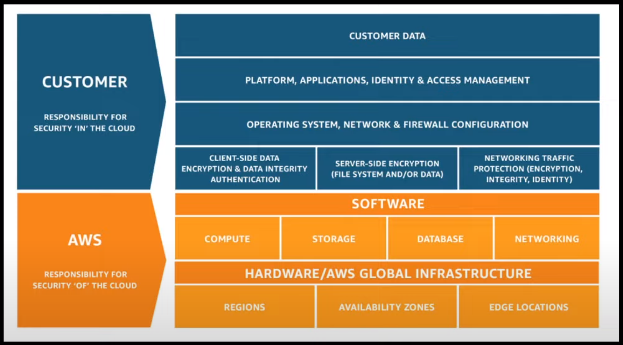 CUSTOMER
RESPONSIBILITY FOR
SECURITY 'IN' THE CLOUD
CUSTOMER DATA
PLATFORM, APPLICATIONS, IDENTITY & ACCESS MANAGEMENT
OPERATING SYSTEM, NETWORK & FIREWALL CONFIGURATION
CLIENT-SIDE DATA
ENCRYPTION & DATA INTEGRITY
AUTHENTICATION
SERVER-SIDE ENCRYPTION
(FILE SYSTEM AND/OR DATA)
NETWORKING TRAFFIC
PROTECTION (ENCRYPTION,
INTEGRITY, IDENTITY)
AWS
RESPONSIBILITY FOR
SECURITY 'OF' THE CLOUD
SOFTWARE
COMPUTE
STORAGE
DATABASE
NETWORKING
HARDWARE/AWS GLOBAL INFRASTRUCTURE
REGIONS
AVAILABILITY ZONES
EDGE LOCATIONS